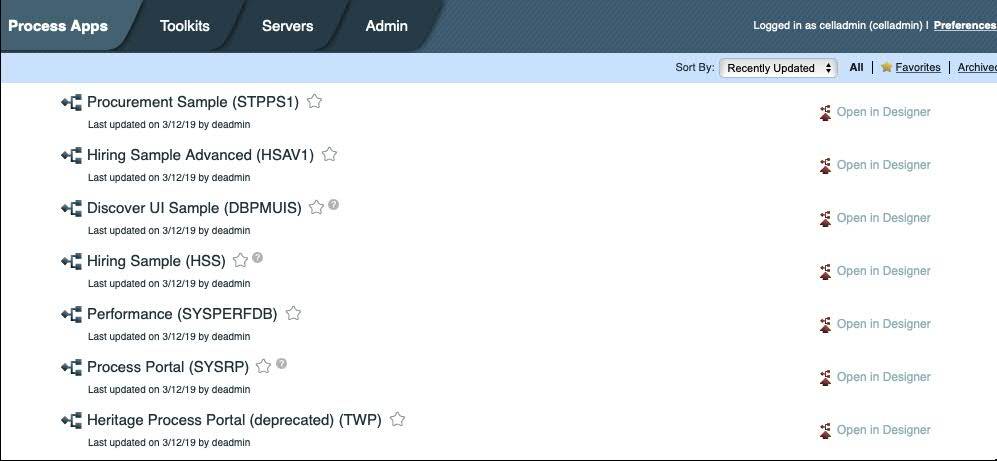 Process Apps Toolkits Servers Admin Logged in as celladmin (celladmin) | Preferences
Sort By: Recently Updated All | Favorites | Archived
Procurement Sample (STPPS1) Open in Designer
Last updated on 3/12/19 by deadmin
Hiring Sample Advanced (HSAV1) Open in Designer
Last updated on 3/12/19 by deadmin
Discover UI Sample (DBPMUIS) ? Open in Designer
Last updated on 3/12/19 by deadmin
Hiring Sample (HSS) ? Open in Designer
Last updated on 3/12/19 by deadmin
Performance (SYSPERFDB) Open in Designer
Last updated on 3/12/19 by deadmin
Process Portal (SYSRP) ? Open in Designer
Last updated on 3/12/19 by deadmin
Heritage Process Portal (deprecated) (TWP) Open in Designer
Last updated on 3/12/19 by deadmin